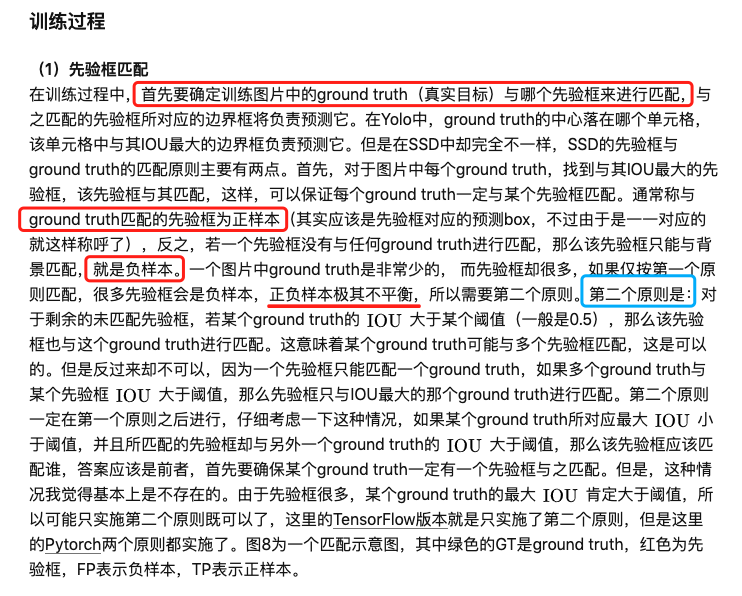 训练过程
（1）先验框匹配
在训练过程中，首先要确定训练图片中的ground truth（真实目标）与哪个先验框来进行匹配，与
之匹配的先验框所对应的边界框将负责预测它。在Yolo中，ground truth的中心落在哪个单元格，
该单元格中与其IOU最大的边界框负责预测它。但是在SSD中却完全不一样，SSD的先验框与
ground truth的匹配原则主要有两点。首先，对于图片中每个ground truth，找到与其IOU最大的先
验框，该先验框与其匹配，这样，可以保证每个ground truth一定与某个先验框匹配。通常称与
ground truth匹配的先验框为正样本（其实应该是先验框对应的预测box，不过由于是一一对应的
就这样称呼了），反之，若一个先验框没有与任何ground truth进行匹配，那么该先验框只能与背
景匹配，就是负样本。一个图片中ground truth是非常少的， 而先验框却很多，如果仅按第一个原
则匹配，很多先验框会是负样本，正负样本极其不平衡，所以需要第二个原则。第二个原则是：对
于剩余的未匹配先验框，若某个ground truth的 IOU 大于某个阈值（一般是0.5），那么该先验
框也与这个ground truth进行匹配。这意味着某个ground truth可能与多个先验框匹配，这是可以
的。但是反过来却不可以，因为一个先验框只能匹配一个ground truth，如果多个ground truth与
某个先验框 IOU 大于阈值，那么先验框只与IOU最大的那个ground truth进行匹配。第二个原则
一定在第一个原则之后进行，仔细考虑一下这种情况，如果某个ground truth所对应最大 IOU 小
于阈值，并且所匹配的先验框却与另外一个ground truth的 IOU 大于阈值，那么该先验框应该匹
配谁，答案应该是前者，首先要确保某个ground truth一定有一个先验框与之匹配。但是，这种情
况我觉得基本上是不存在的。由于先验框很多，某个ground truth的最大 IOU 肯定大于阈值，所
以可能只实施第二个原则既可以了，这里的TensorFlow版本就是只实施了第二个原则，但是这里
的Pytorch两个原则都实施了。图8为一个匹配示意图，其中绿色的GT是ground truth，红色为先
验框，FP表示负样本，TP表示正样本。